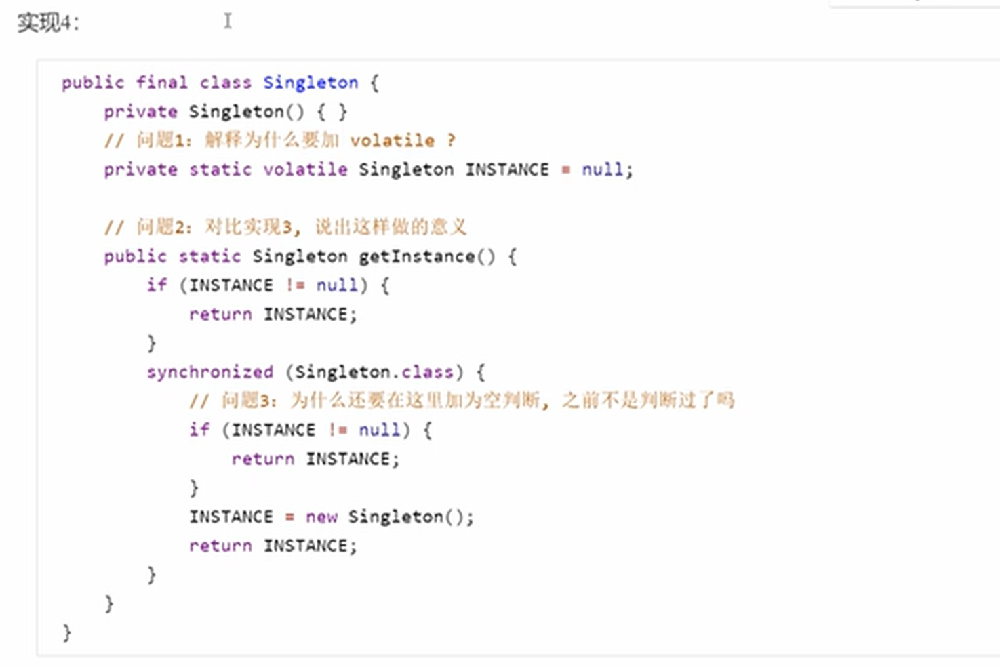 实现4：
public final class Singleton {
private Singleton() { }
// 问题1：解释为什么要加 volatile ?
private static volatile Singleton INSTANCE = null;
// 问题2：对比实现3, 说出这样做的意义
public static Singleton getInstance() {
if (INSTANCE != null) {
return INSTANCE;
}
synchronized (Singleton.class) {
// 问题3：为什么还要在这里加为空判断, 之前不是判断过了吗
if (INSTANCE != null) {
return INSTANCE;
}
INSTANCE = new Singleton();
return INSTANCE;
}
}
}